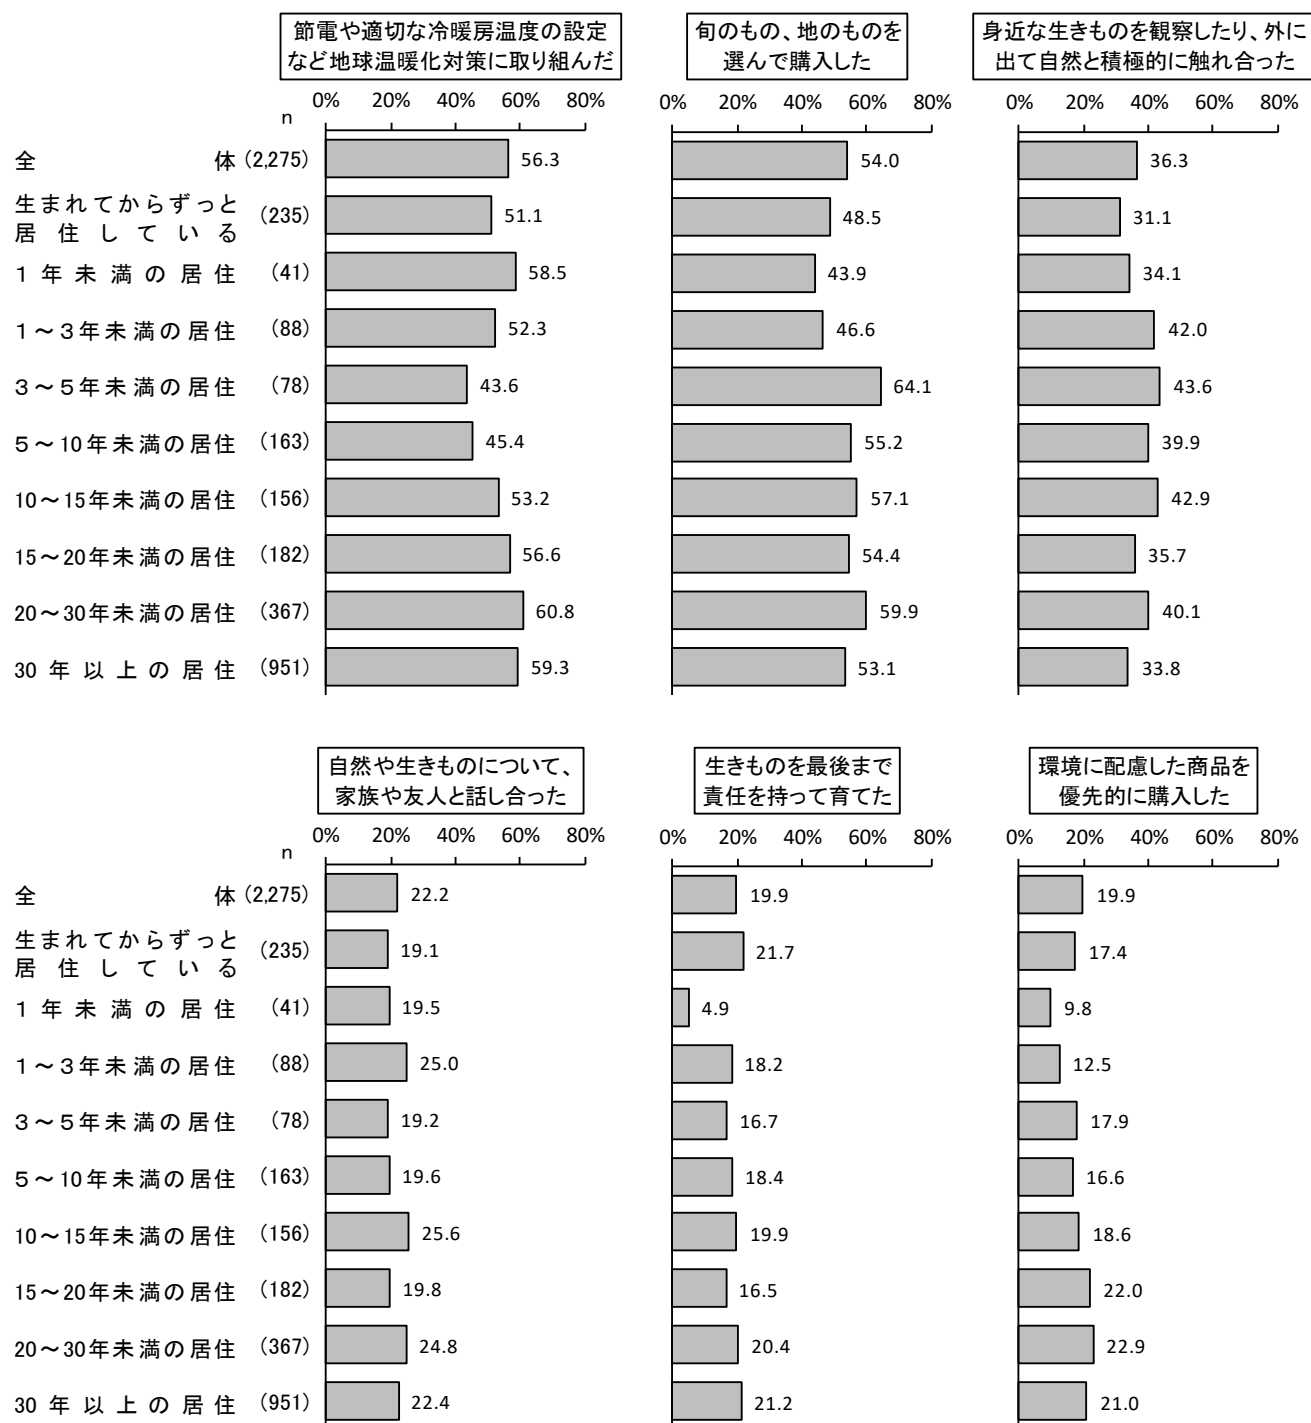 節電や適切な冷暖房温度の設定
など地球温暖化対策に取り組んだ
旬のもの、地のものを
選んで購入した
身近な生きものを観察したり、外に
出て自然と積極的に触れ合った
0% 20% 40% 60% 80% 0% 20% 40% 60% 80% 0% 20% 40% 60% 80%
n
全体 (2,275) 56.3 54.0 36.3
生まれてからずっと
居住している (235) 51.1 48.5 31.1
1年未満の居住 (41) 58.5 43.9 34.1
1～3年未満の居住 (88) 52.3 46.6 42.0
3～5年未満の居住 (78) 43.6 64.1 43.6
5～10年未満の居住 (163) 45.4 55.2 39.9
10～15年未満の居住 (156) 53.2 57.1 42.9
15～20年未満の居住 (182) 56.6 54.4 35.7
20～30年未満の居住 (367) 60.8 59.9 40.1
30年以上の居住 (951) 59.3 53.1 33.8
自然や生きものについて、
家族や友人と話し合った
生きものを最後まで
責任を持って育てた
環境に配慮した商品を
優先的に購入した
0% 20% 40% 60% 80% 0% 20% 40% 60% 80% 0% 20% 40% 60% 80%
n
全体 (2,275) 22.2 19.9 19.9
生まれてからずっと
居住している (235) 19.1 21.7 17.4
1年未満の居住 (41) 19.5 4.9 9.8
1～3年未満の居住 (88) 25.0 18.2 12.5
3～5年未満の居住 (78) 19.2 16.7 17.9
5～10年未満の居住 (163) 19.6 18.4 16.6
10～15年未満の居住 (156) 25.6 19.9 18.6
15～20年未満の居住 (182) 19.8 16.5 22.0
20～30年未満の居住 (367) 24.8 20.4 22.9
30年以上の居住 (951) 22.4 21.2 21.0